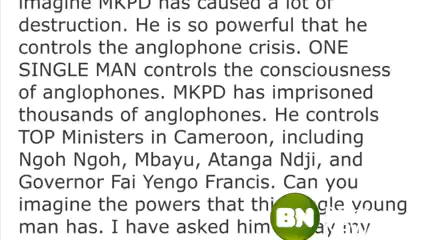 imagine MKPD has caused a lot of
destruction. He is so powerful that he
controls the anglophone crisis. ONE
SINGLE MAN controls the consciousness
of anglophones. MKPD has imprisoned
thousands of anglophones. He controls
TOP Ministers in Cameroon, including
Ngoh Ngoh, Mbayu, Atanga Ndji, and
Governor Fai Yengo Francis. Can you
imagine the powers that young
man has. I have asked him my
BN